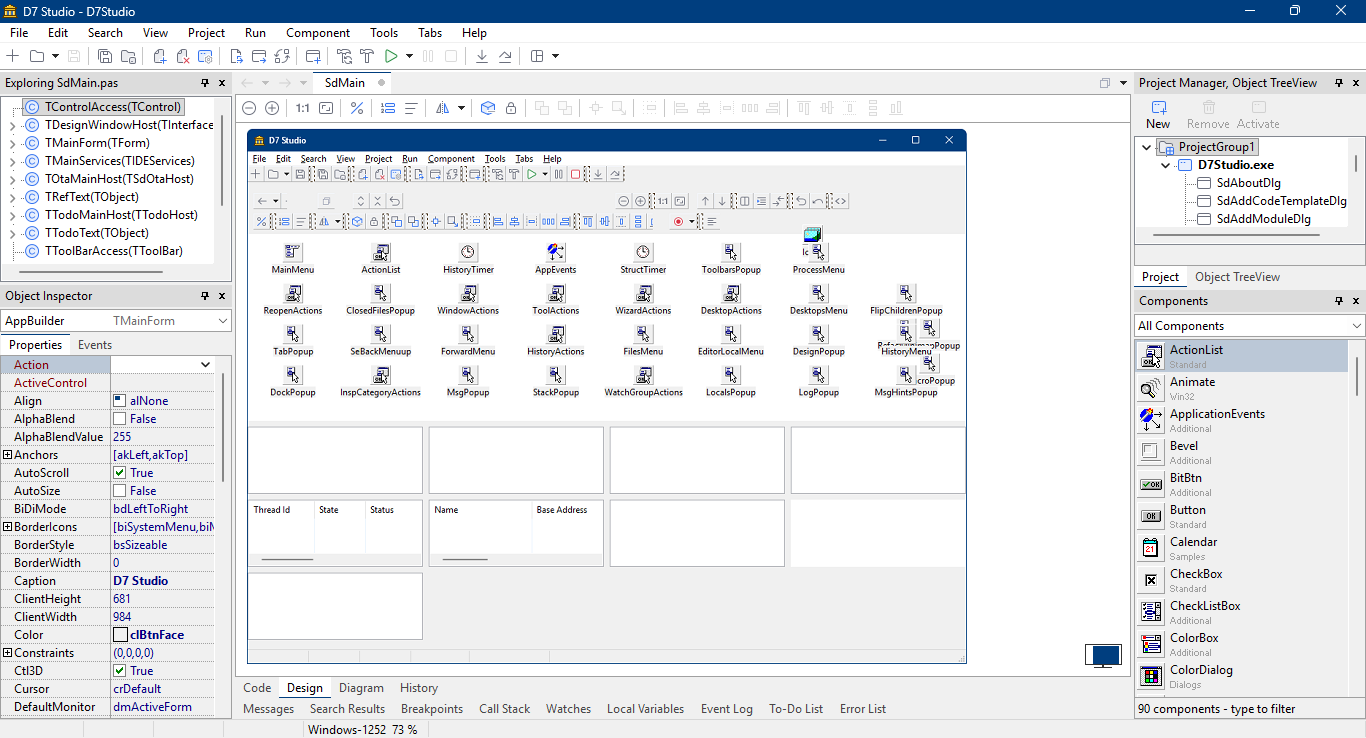 D7 Studio - D7Studio
File Edit Search View Project Run Component Tools Tabs Help
Exploring SdMain.pas
TControlAccess(TControl)
TDesignWindowHost(TInterface
TMainForm(TForm)
TMainServices(TIDEServices)
TOtaMainHost(TSdOtaHost)
TRefText(TObject)
TTodoMainHost(TTodoHost)
TTodoText(TObject)
TToolBarAccess(TToolBar)
Object Inspector
AppBuilder TMainForm
Properties Events
Action
ActiveControl
Align alNone
AlphaBlend False
AlphaBlendValue 255
Anchors [akLeft,akTop]
AutoScroll True
AutoSize False
BiDiMode bdLeftToRight
BorderIcons [biSystemMenu,biM
BorderStyle bsSizeable
BorderWidth 0
Caption D7 Studio
ClientHeight 681
ClientWidth 984
Color clBtnFace
Constraints (0,0,0,0)
Ctl3D True
Cursor crDefault
DefaultMonitor dmActiveForm
SdMain
1:1
D7 Studio
File Edit Search View Project Run Component Tools Tabs Help
1:1
MainMenu ActionList HistoryTimer AppEvents StructTimer ToolbarsPopup ProcessMenu
ReopenActions ClosedFilesPopup WindowActions ToolActions WizardActions DesktopActions DesktopsMenu FlipChildrenPopup
TabPopup SeBackMenuup ForwardMenu HistoryActions FilesMenu EditorLocalMenu DesignPopup HistoryMenu
DockPopup InspCategoryActions MsgPopup StackPopup WatchGroupActions LocalsPopup LogPopup MsgHintsPopup
Thread Id State Status
Name Base Address
Code Design Diagram History
Messages Search Results Breakpoints Call Stack Watches Local Variables Event Log To-Do List Error List
Windows-1252 73 %
Project Manager, Object TreeView
New Remove Activate
ProjectGroup1
D7Studio.exe
SdAboutDlg
SdAddCodeTemplateDlg
SdAddModuleDlg
Project Object TreeView
Components
All Components
ActionList
Standard
Animate
Win32
ApplicationEvents
Additional
Bevel
Additional
BitBtn
Additional
Button
Standard
Calendar
Samples
CheckBox
Standard
CheckListBox
Additional
ColorBox
Additional
ColorDialog
Dialogs
90 components - type to filter